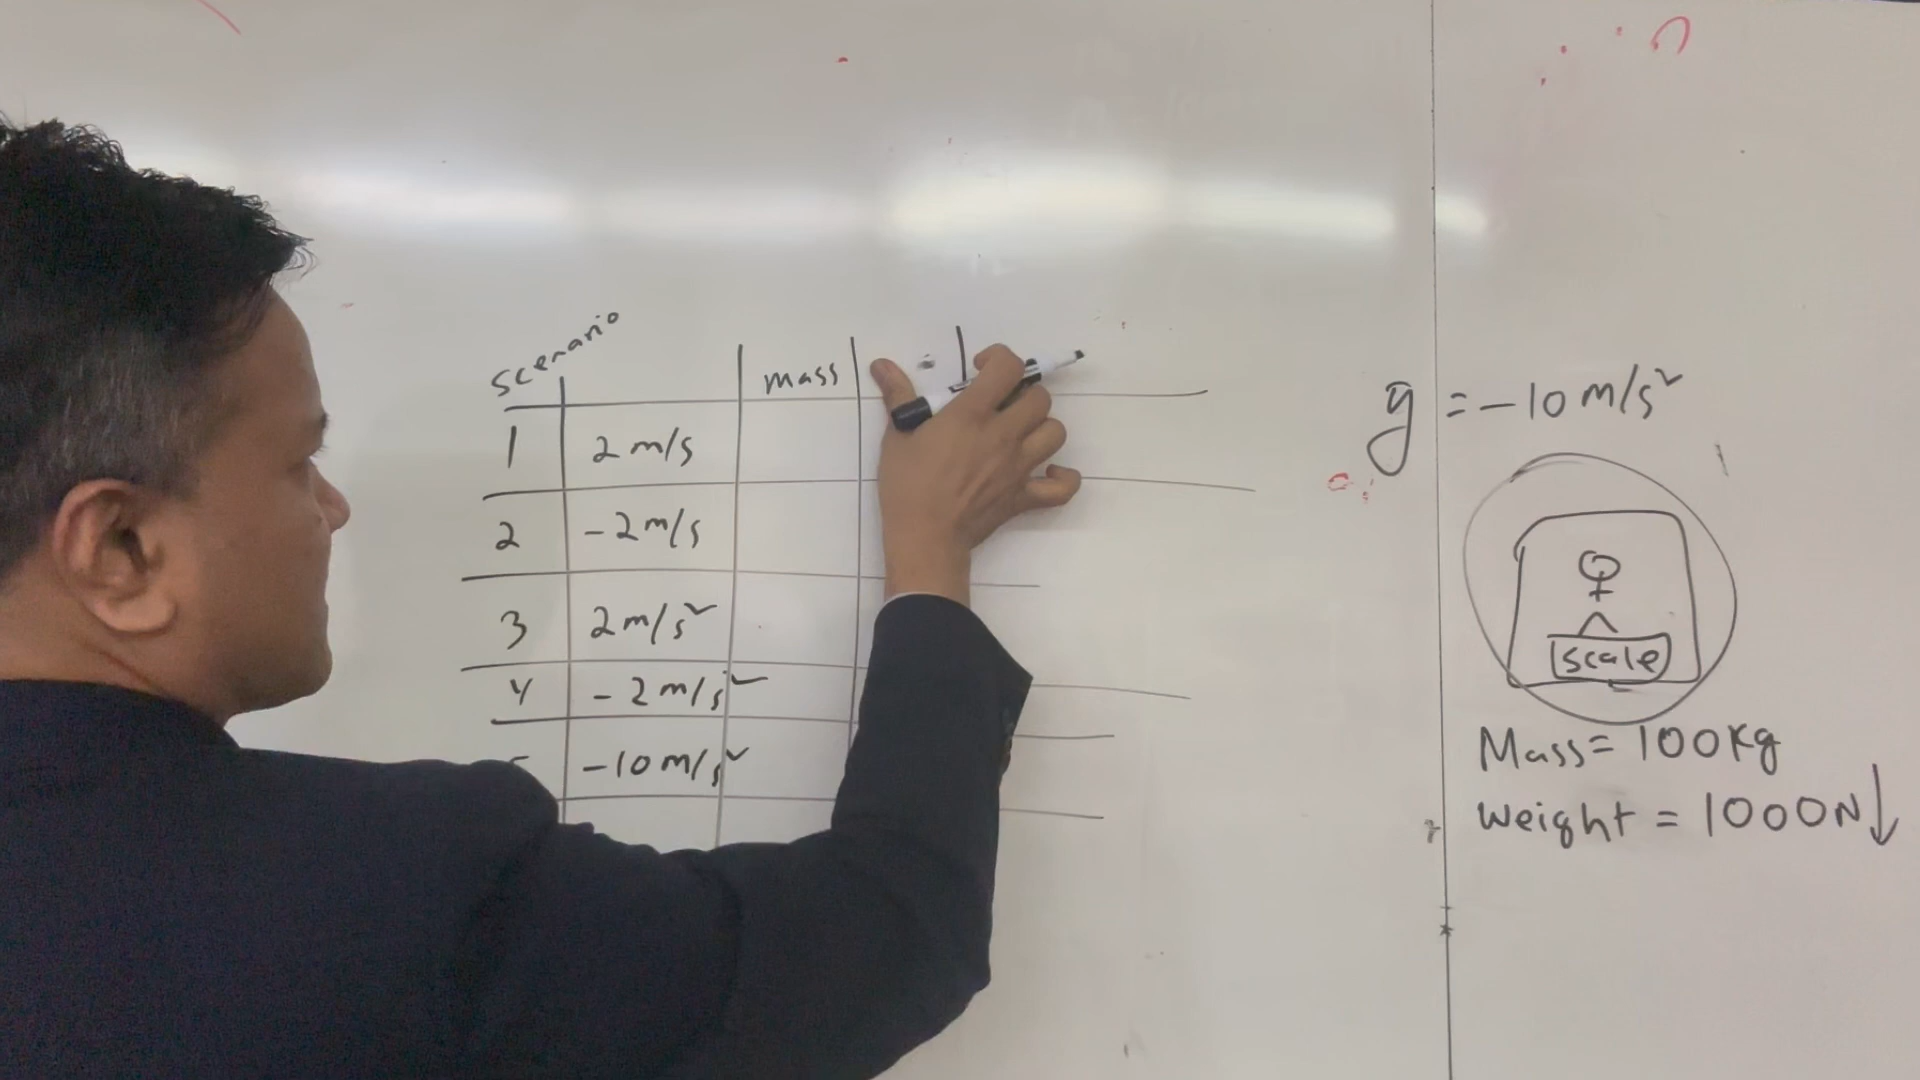 scenario
mass
1 2 m/s
2 -2 m/s
3 2 m/s²
4 -2 m/s²
-10 m/s²
g = -10 m/s²
scale
Mass = 100 Kg
Weight = 1000N↓